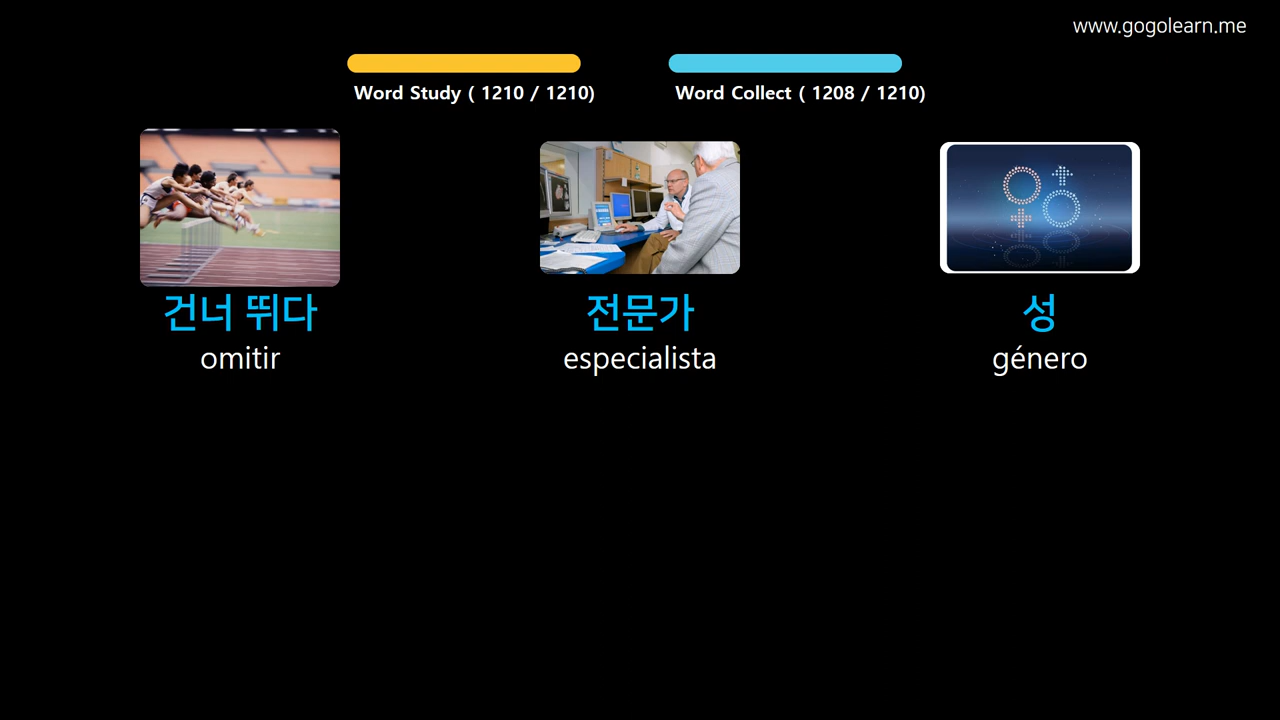 www.gogolearn.me
Word Study ( 1210 / 1210)
Word Collect ( 1208 / 1210)
건너 뛰다
omitir
전문가
especialista
성
género